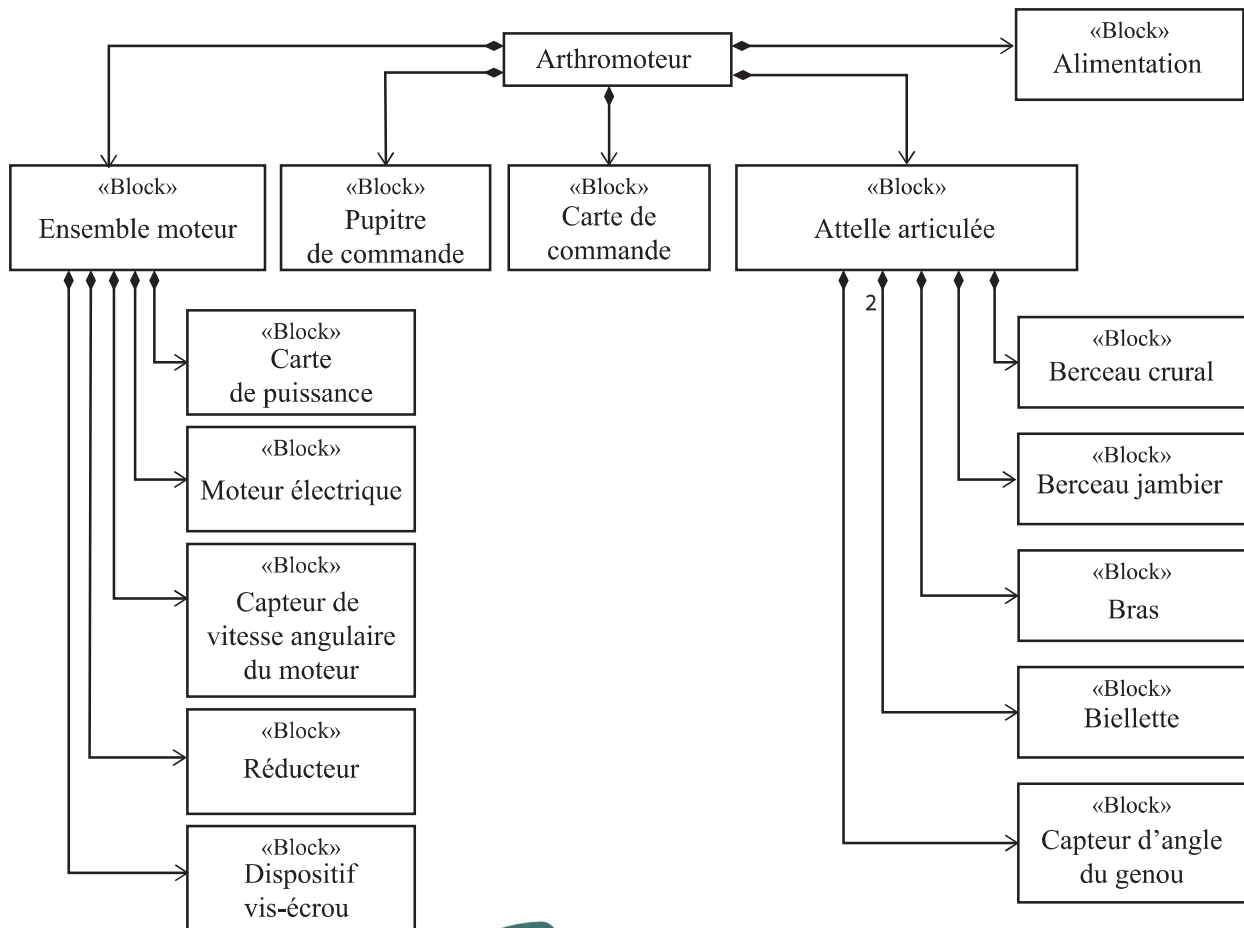 Arthromoteur
«Block»
Alimentation
«Block»
Ensemble moteur
«Block»
Pupitre
de commande
«Block»
Carte de
commande
«Block»
Attelle articulée
«Block»
Carte
de puissance
«Block»
Moteur électrique
«Block»
Capteur de
vitesse angulaire
du moteur
«Block»
Réducteur
«Block»
Dispositif
vis-écrou
2
«Block»
Berceau crural
«Block»
Berceau jambier
«Block»
Bras
«Block»
Biellette
«Block»
Capteur d’angle
du genou